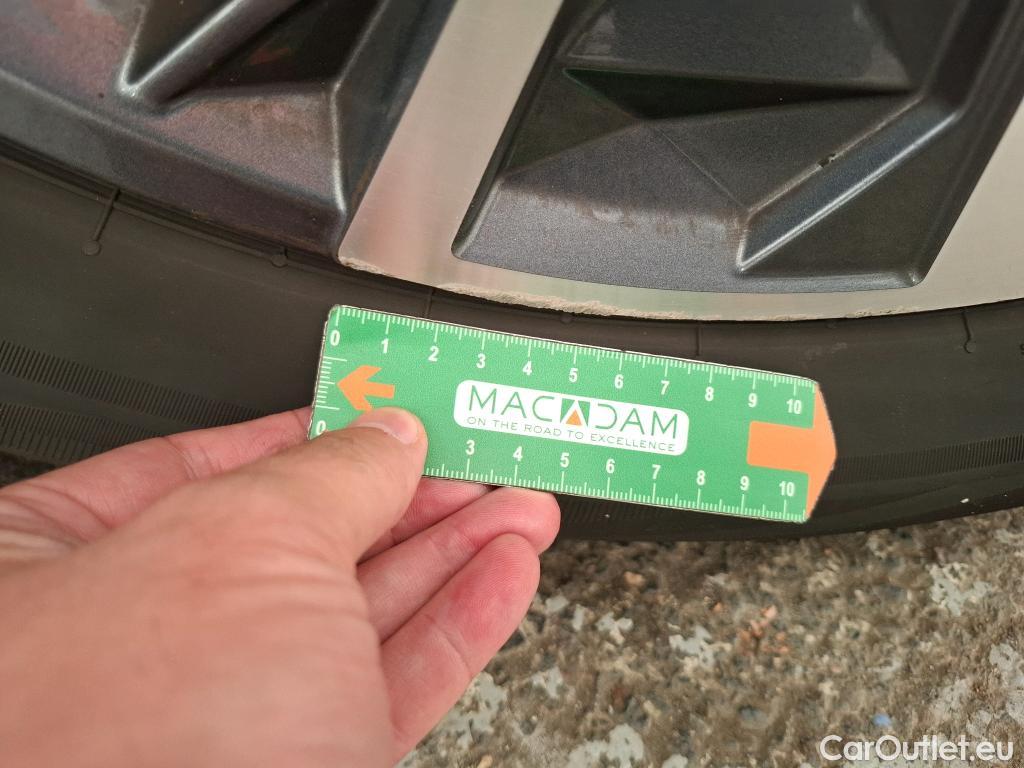 0 1 2 3 4 5 6 7 8 9 10
MACADAM
ON THE ROAD TO EXCELLENCE
0 3 4 5 6 7 8 9 10
CarOutlet.eu